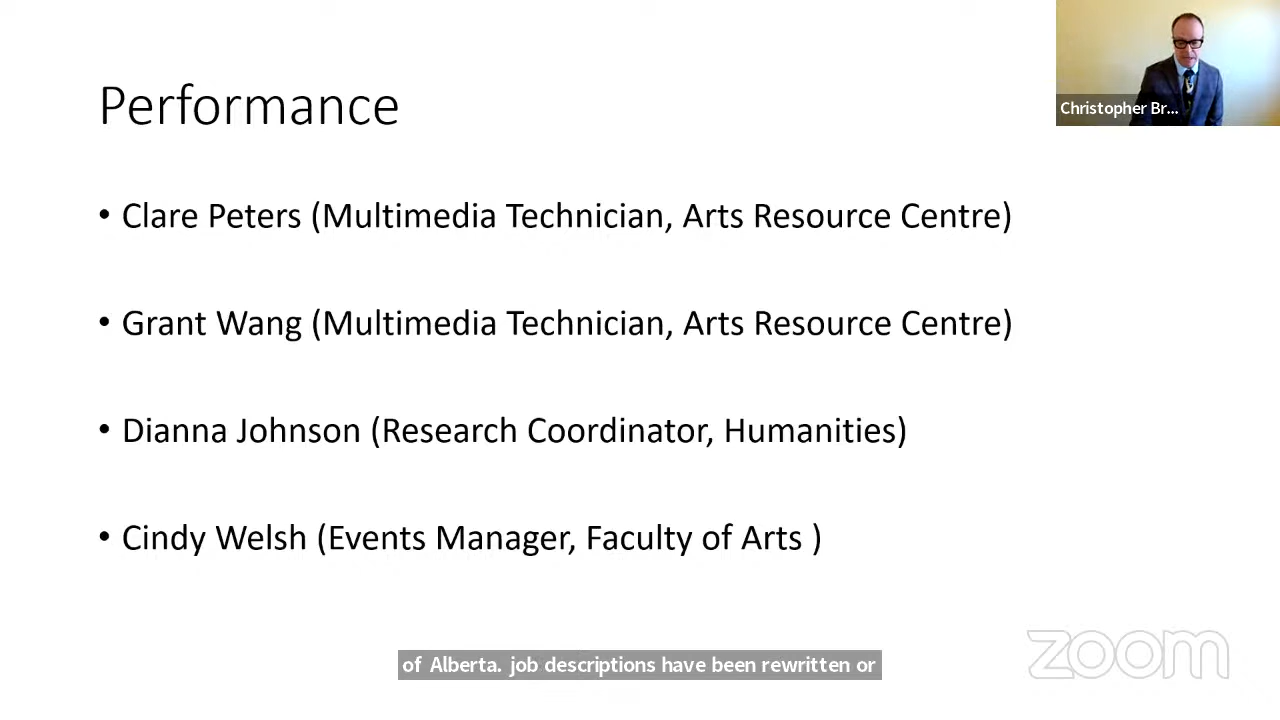 Performance
Christopher Br...
• Clare Peters (Multimedia Technician, Arts Resource Centre)
• Grant Wang (Multimedia Technician, Arts Resource Centre)
• Dianna Johnson (Research Coordinator, Humanities)
• Cindy Welsh (Events Manager, Faculty of Arts )
of Alberta. job descriptions have been rewritten or
zoom